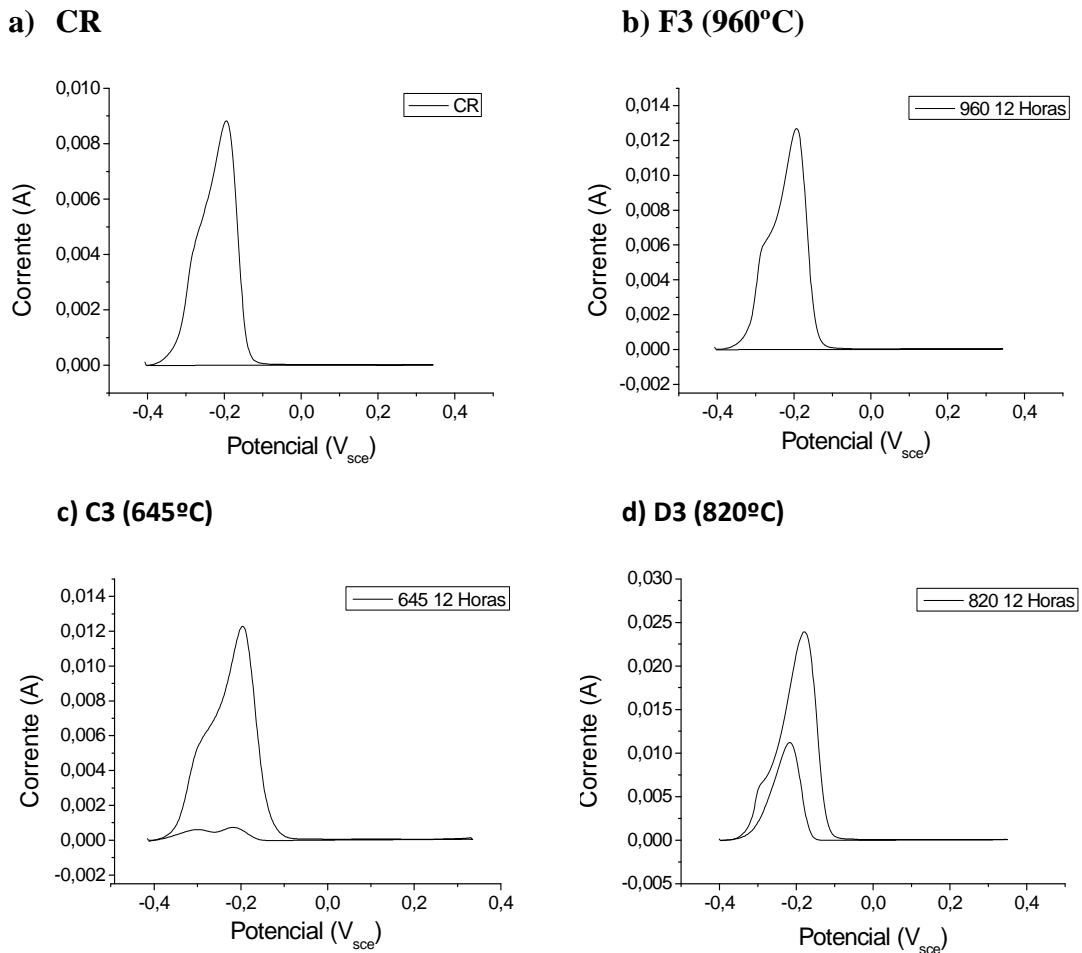 a) CR
b) F3 (960ºC)
0,010
0,008
0,006
0,004
0,002
0,000
Corrente (A)
CR
-0,4 -0,2 0,0 0,2 0,4
Potencial (Vsce)
0,014
0,012
0,010
0,008
0,006
0,004
0,002
0,000
-0,002
Corrente (A)
960 12 Horas
-0,4 -0,2 0,0 0,2 0,4
Potencial (Vsce)
c) C3 (645ºC)
d) D3 (820ºC)
0,014
0,012
0,010
0,008
0,006
0,004
0,002
0,000
-0,002
Corrente (A)
645 12 Horas
-0,4 -0,2 0,0 0,2 0,4
Potencial (Vsce)
0,030
0,025
0,020
0,015
0,010
0,005
0,000
-0,005
Corrente (A)
820 12 Horas
-0,4 -0,2 0,0 0,2 0,4
Potencial (Vsce)